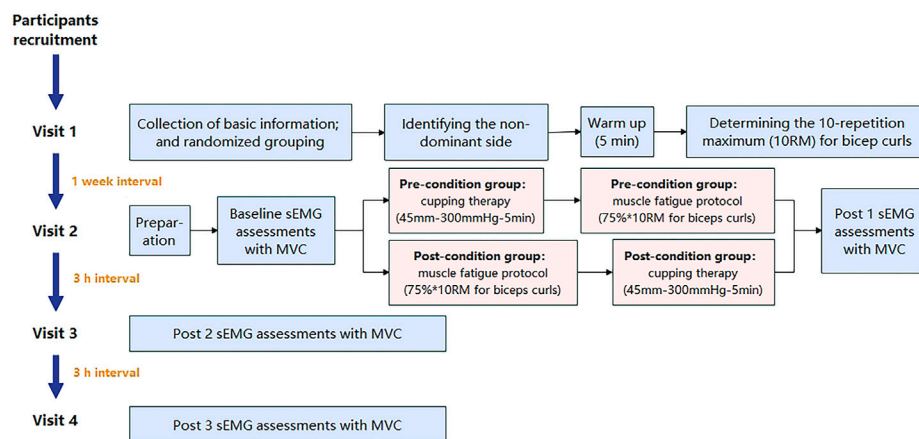 Participants
recruitment
Visit 1
Collection of basic information;
and randomized grouping
Identifying the non-
dominant side
Warm up
(5 min)
Determining the 10-repetition
maximum (10RM) for bicep curls
1 week interval
Visit 2
Prepar-
ation
Baseline sEMG
assessments
with MVC
Pre-condition group:
cupping therapy
(45mm-300mmHg-5min)
Pre-condition group:
muscle fatigue protocol
(75%*10RM for biceps curls)
Post-condition group:
muscle fatigue protocol
(75%*10RM for biceps curls)
Post-condition group:
cupping therapy
(45mm-300mmHg-5min)
Post 1 sEMG
assessments
with MVC
3 h interval
Visit 3
Post 2 sEMG assessments with MVC
3 h interval
Visit 4
Post 3 sEMG assessments with MVC